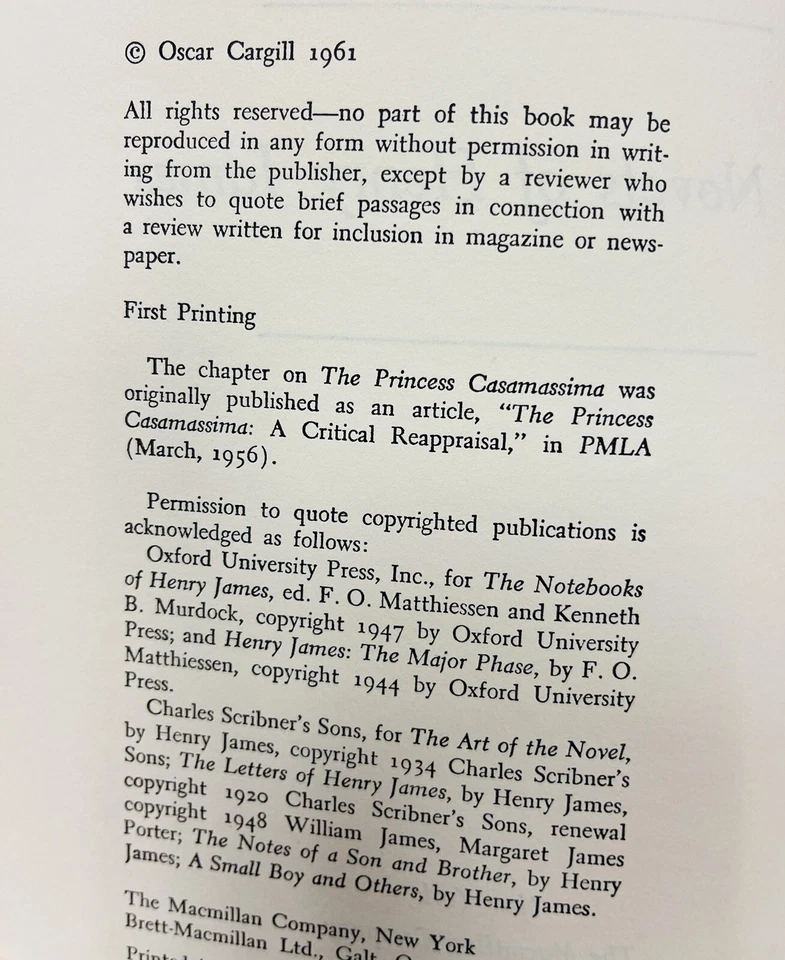 © Oscar Cargill 1961
All rights reserved—no part of this book may be
reproduced in any form without permission in writ-
ing from the publisher, except by a reviewer who
wishes to quote brief passages in connection with
a review written for inclusion in magazine or news-
paper.
First Printing
The chapter on The Princess Casamassima was
originally published as an article, “The Princess
Casamassima: A Critical Reappraisal,” in PMLA
(March, 1956).
Permission to quote copyrighted publications is
acknowledged as follows:
Oxford University Press, Inc., for The Notebooks
of Henry James, ed. F. O. Matthiessen and Kenneth
B. Murdock, copyright 1947 by Oxford University
Press; and Henry James: The Major Phase, by F. O.
Matthiessen, copyright 1944 by Oxford University
Press.
Charles Scribner’s Sons, for The Art of the Novel,
by Henry James, copyright 1934 Charles Scribner’s
Sons; The Letters of Henry James, by Henry James,
copyright 1920 Charles Scribner’s Sons, renewal
copyright 1948 William James, Margaret James
Porter; The Notes of a Son and Brother, by Henry
James; A Small Boy and Others, by Henry James.
The Macmillan Company, New York
Brett-Macmillan Ltd., Galt,